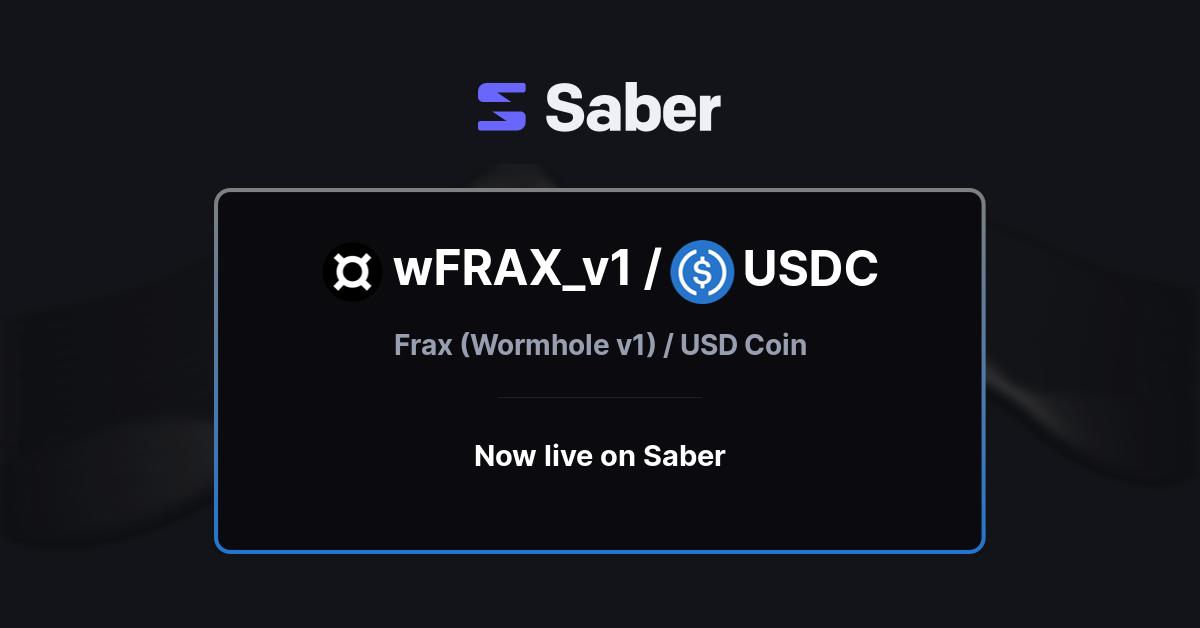 Saber
wFRAX_v1 / USDC
Frax (Wormhole v1) / USD Coin
Now live on Saber